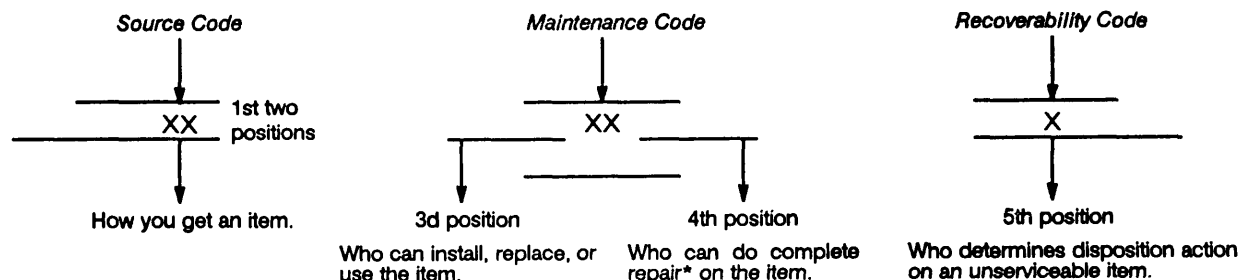 Source Code
Maintenance Code
Recoverability Code
1st two
positions
XX
XX
X
How you get an item.
3d position
4th position
5th position
Who can install, replace, or
use the item.
Who can do complete
repair* on the item.
Who determines disposition action
on an unserviceable item.